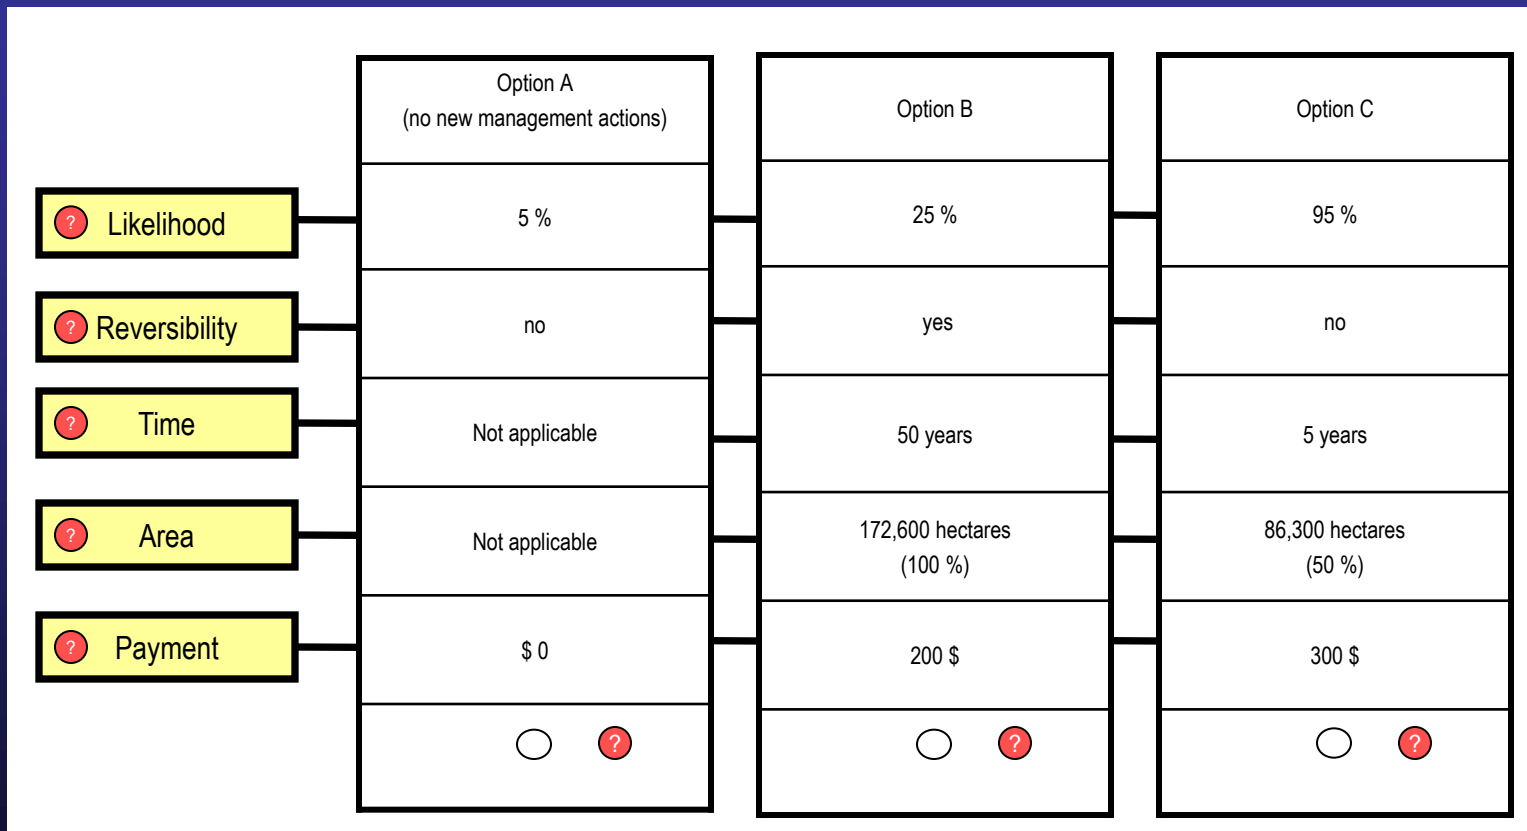 Option A
(no new management actions)
Option B
Option C
? Likelihood
5 %
25 %
95 %
? Reversibility
no
yes
no
? Time
Not applicable
50 years
5 years
? Area
Not applicable
172,600 hectares
(100 %)
86,300 hectares
(50 %)
? Payment
$ 0
200 $
300 $
?
?
?